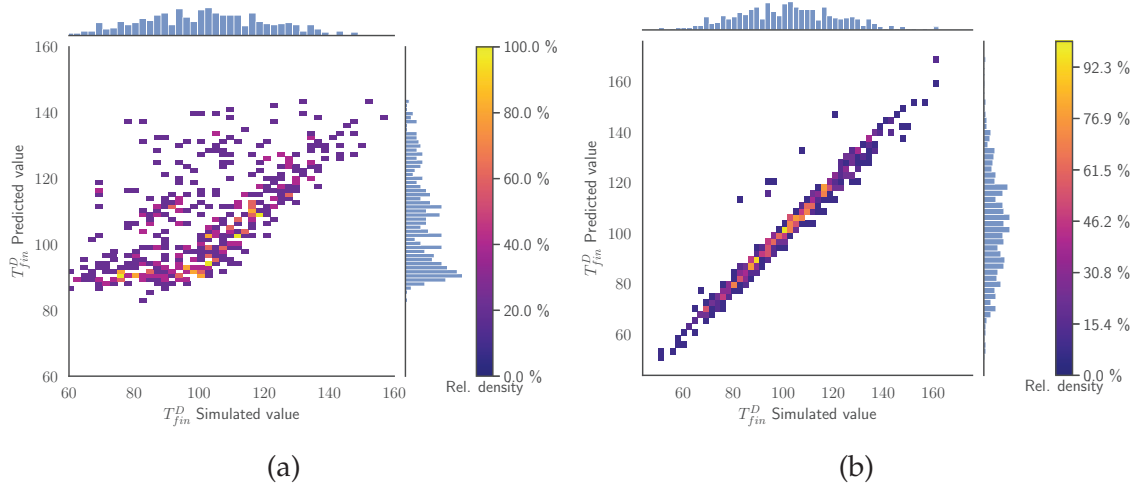 160
140
120
100
80
60
T^D_fin Predicted value
60 80 100 120 140 160
T^D_fin Simulated value
100.0 %
80.0 %
60.0 %
40.0 %
20.0 %
0.0 %
Rel. density
(a)
160
140
120
100
80
60
T^D_fin Predicted value
60 80 100 120 140 160
T^D_fin Simulated value
92.3 %
76.9 %
61.5 %
46.2 %
30.8 %
15.4 %
0.0 %
Rel. density
(b)